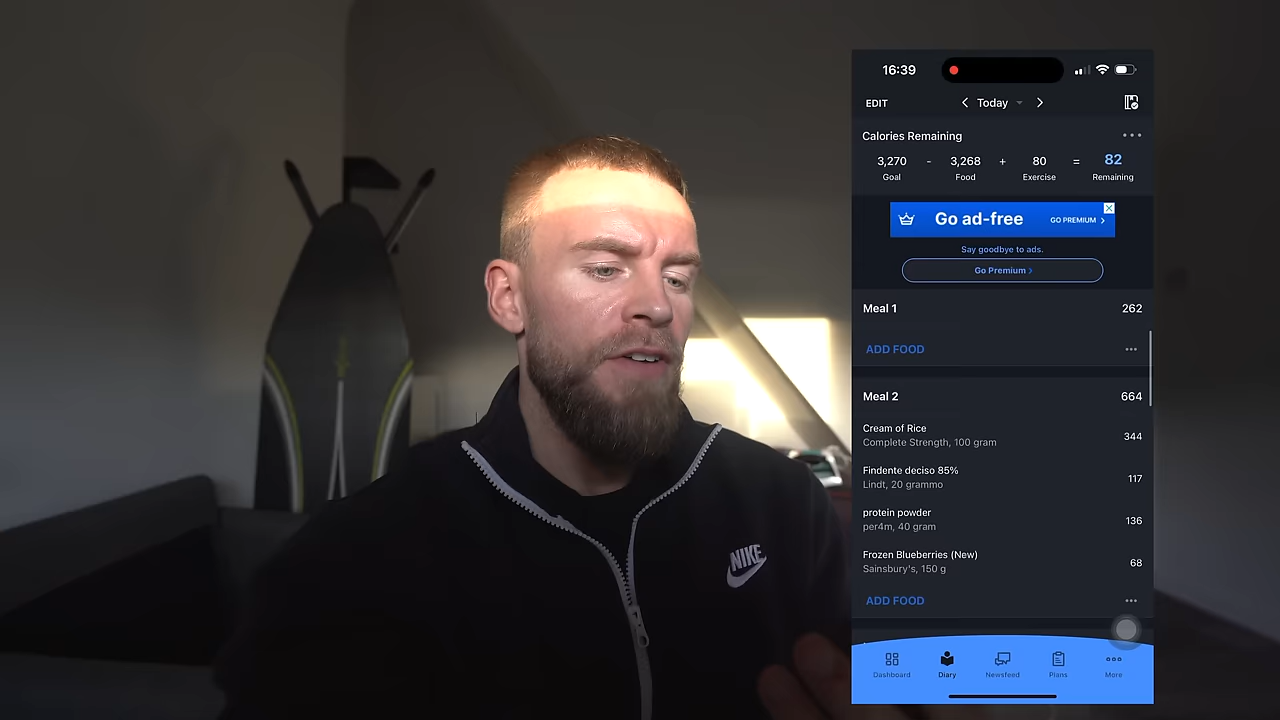 16:39
EDIT
Today
Calories Remaining
3,270 - 3,268 + 80 = 82
Goal Food Exercise Remaining
Go ad-free GO PREMIUM
Say goodbye to ads.
Go Premium
Meal 1 262
ADD FOOD
Meal 2 664
Cream of Rice
Complete Strength, 100 gram 344
Findente deciso 85%
Lindt, 20 grammo 117
protein powder
per4m, 40 gram 136
Frozen Blueberries (New)
Sainsbury's, 150 g 68
ADD FOOD
Dashboard Diary Newsfeed Plans More
NIKE